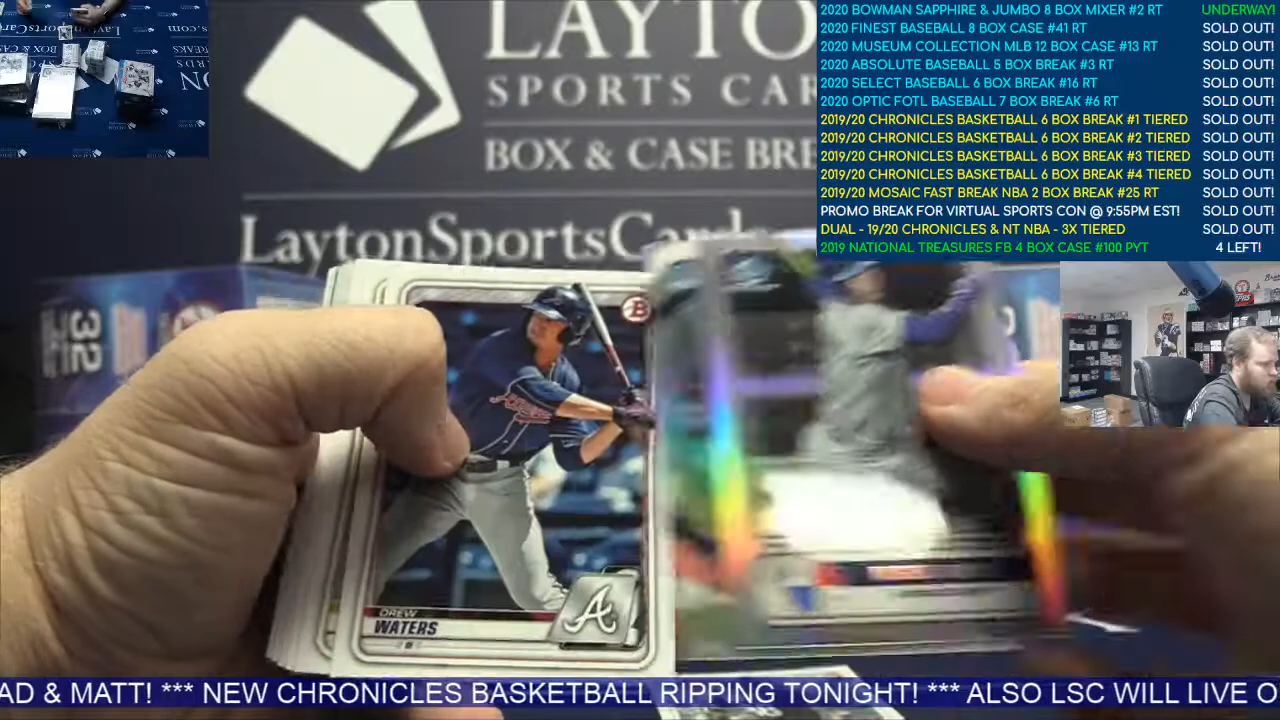 2020 BOWMAN SAPPHIRE & JUMBO 8 BOX MIXER #2 RT UNDERWAY!
2020 FINEST BASEBALL 8 BOX CASE #41 RT SOLD OUT!
2020 MUSEUM COLLECTION MLB 12 BOX CASE #13 RT SOLD OUT!
2020 ABSOLUTE BASEBALL 5 BOX BREAK #3 RT SOLD OUT!
2020 SELECT BASEBALL 6 BOX BREAK #16 RT SOLD OUT!
2020 OPTIC FOTL BASEBALL 7 BOX BREAK #6 RT SOLD OUT!
2019/20 CHRONICLES BASKETBALL 6 BOX BREAK #1 TIERED SOLD OUT!
2019/20 CHRONICLES BASKETBALL 6 BOX BREAK #2 TIERED SOLD OUT!
2019/20 CHRONICLES BASKETBALL 6 BOX BREAK #3 TIERED SOLD OUT!
2019/20 CHRONICLES BASKETBALL 6 BOX BREAK #4 TIERED SOLD OUT!
2019/20 MOSAIC FAST BREAK NBA 2 BOX BREAK #25 RT SOLD OUT!
PROMO BREAK FOR VIRTUAL SPORTS CON @ 9:55PM EST! SOLD OUT!
DUAL - 19/20 CHRONICLES & NT NBA - 3X TIERED SOLD OUT!
2019 NATIONAL TREASURES FB 4 BOX CASE #100 PYT 4 LEFT!
LAYTO
SPORTS CAR
BOX & CASE BRE
LaytonSportsCards
32
B
Braves
A
DREW
WATERS
AD & MATT! *** NEW CHRONICLES BASKETBALL RIPPING TONIGHT! *** ALSO LSC WILL LIVE O